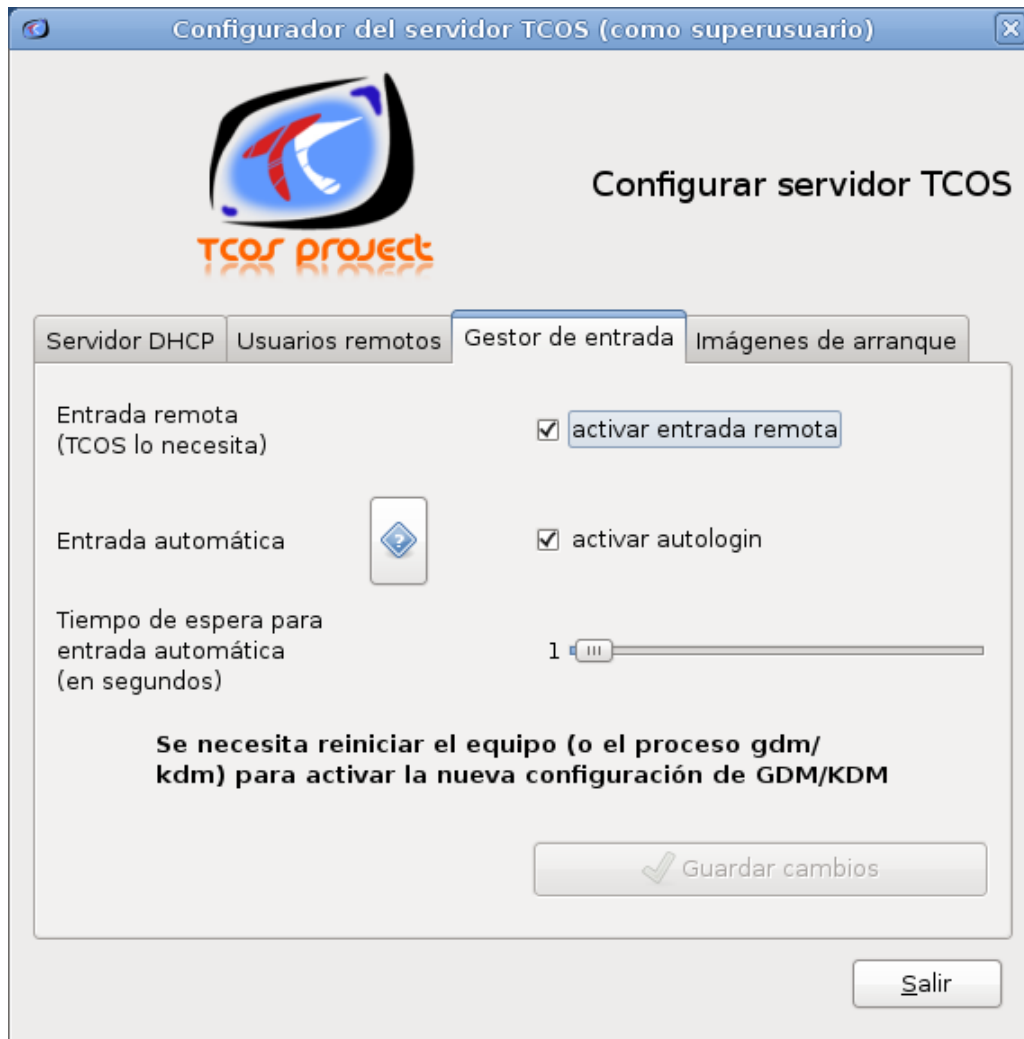 Configurador del servidor TCOS (como superusuario)
TCOS PROJECT
Configurar servidor TCOS
Servidor DHCP
Usuarios remotos
Gestor de entrada
Imágenes de arranque
Entrada remota
(TCOS lo necesita)
activar entrada remota
Entrada automática
?
activar autologin
Tiempo de espera para
entrada automática
(en segundos)
1
Se necesita reiniciar el equipo (o el proceso gdm/
kdm) para activar la nueva configuración de GDM/KDM
Guardar cambios
Salir